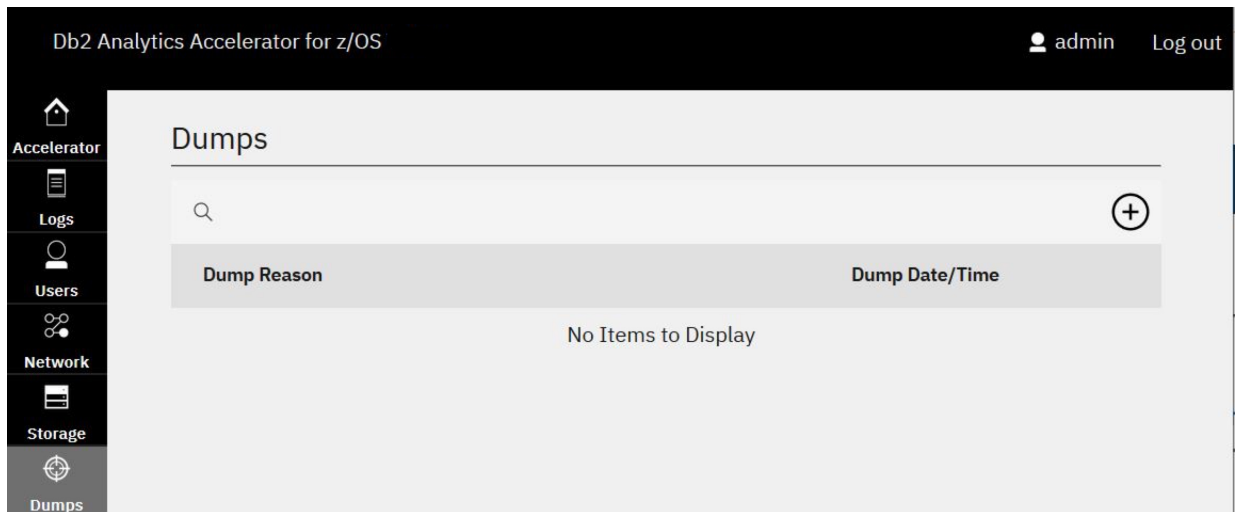 Db2 Analytics Accelerator for z/OS
admin
Log out
Accelerator
Logs
Users
Network
Storage
Dumps
Dumps
Dump Reason
Dump Date/Time
No Items to Display